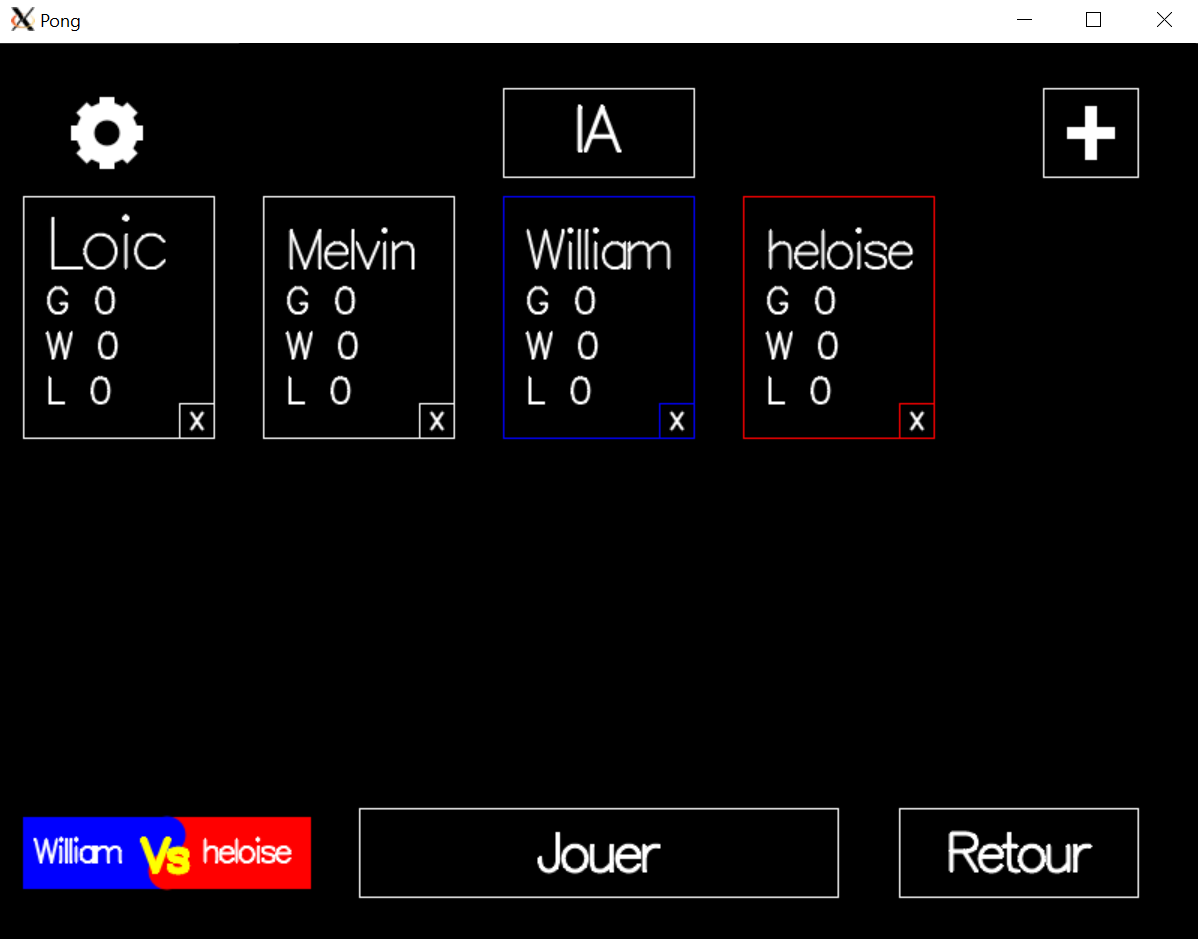 Pong
IA
Loic
G 0
W 0
L 0
X
Melvin
G 0
W 0
L 0
X
William
G 0
W 0
L 0
X
heloise
G 0
W 0
L 0
X
William Vs heloise
Jouer
Retour